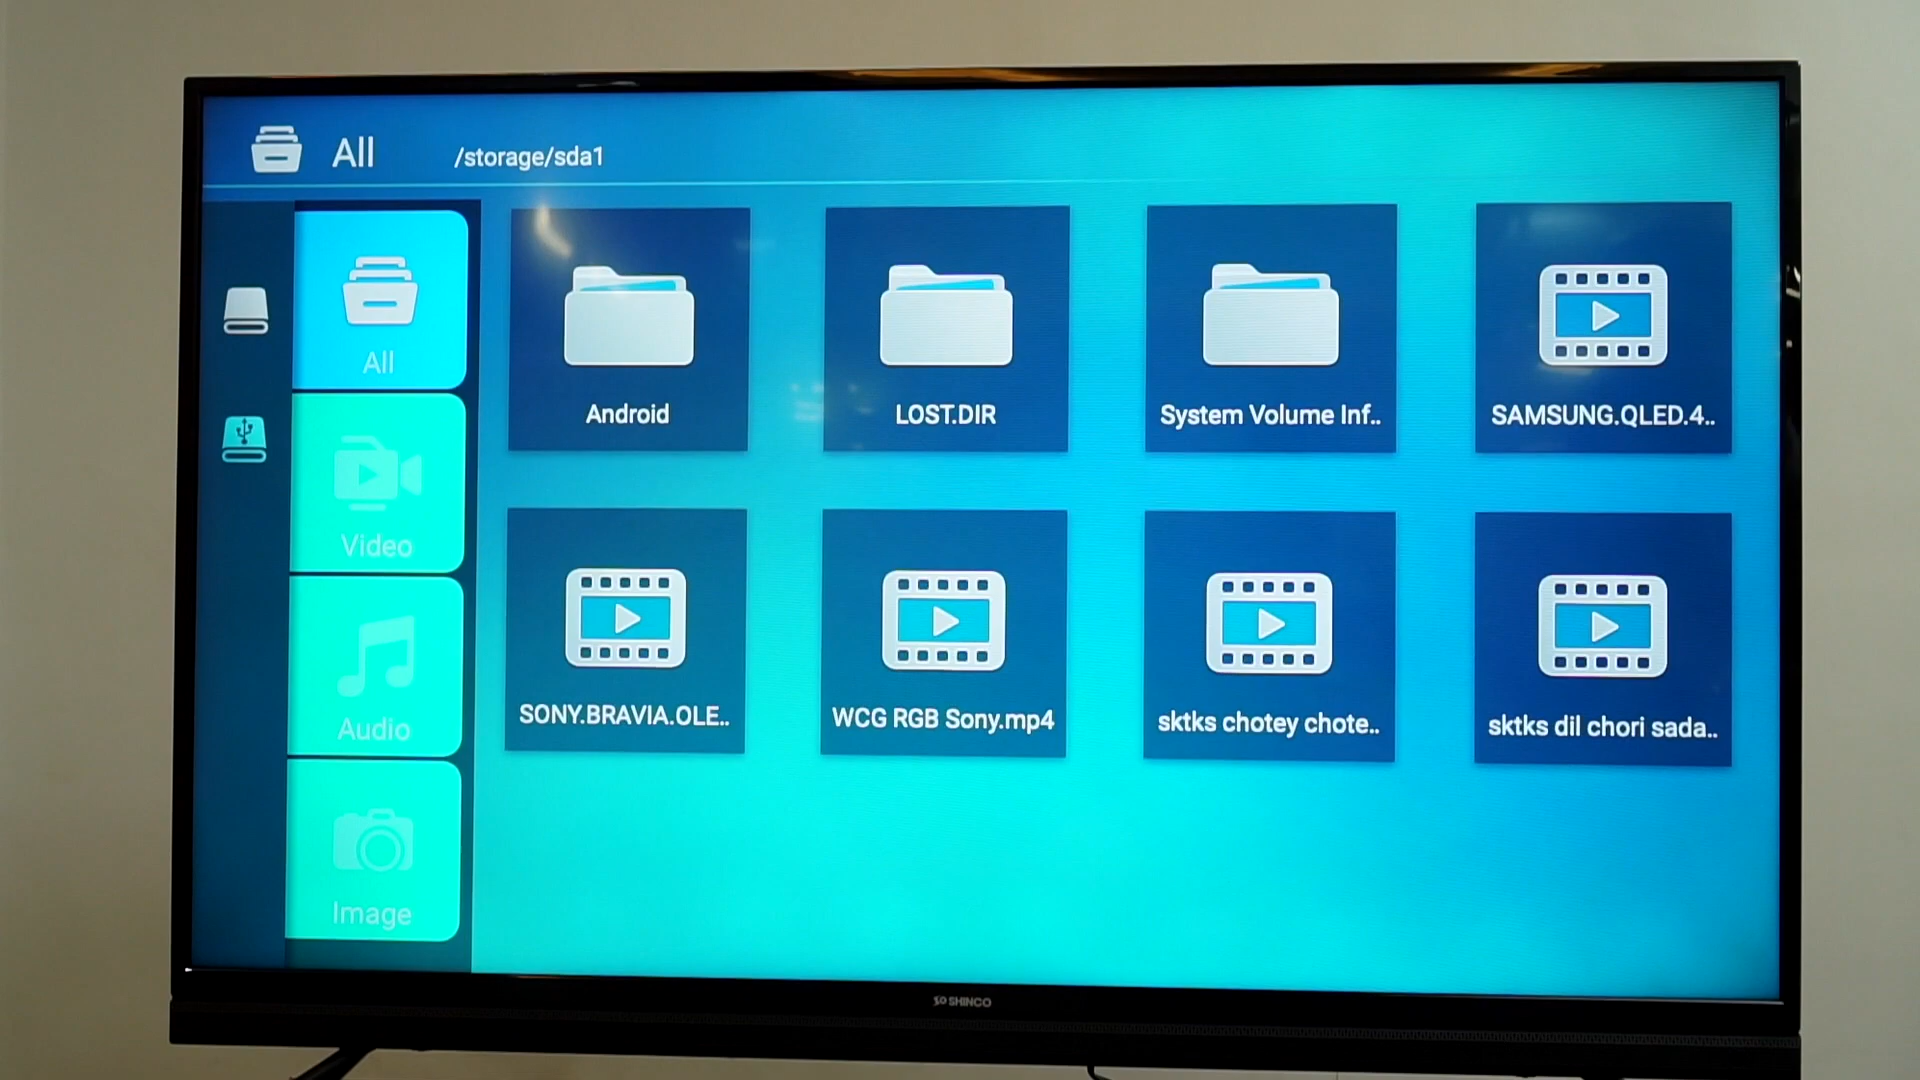 All
/storage/sda1
All
Video
Audio
Image
Android
LOST.DIR
System Volume Inf..
SAMSUNG.QLED.4..
SONY.BRAVIA.OLE..
WCG RGB Sony.mp4
sktks chotey chote..
sktks dil chori sada..
SHINCO